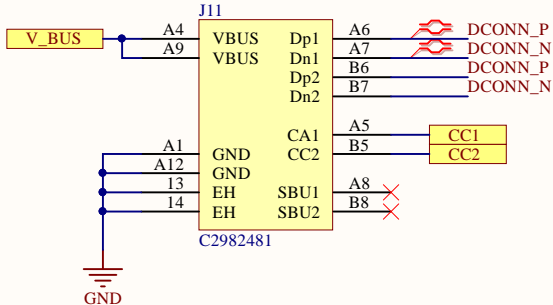 J11
V_BUS
A4 VBUS Dp1 A6 DCONN_P
A9 VBUS Dn1 A7 DCONN_N
Dp2 B6 DCONN_P
Dn2 B7 DCONN_N
CA1 A5 CC1
A1 GND CC2 B5 CC2
A12 GND
13 EH SBU1 A8
14 EH SBU2 B8
C2982481
GND